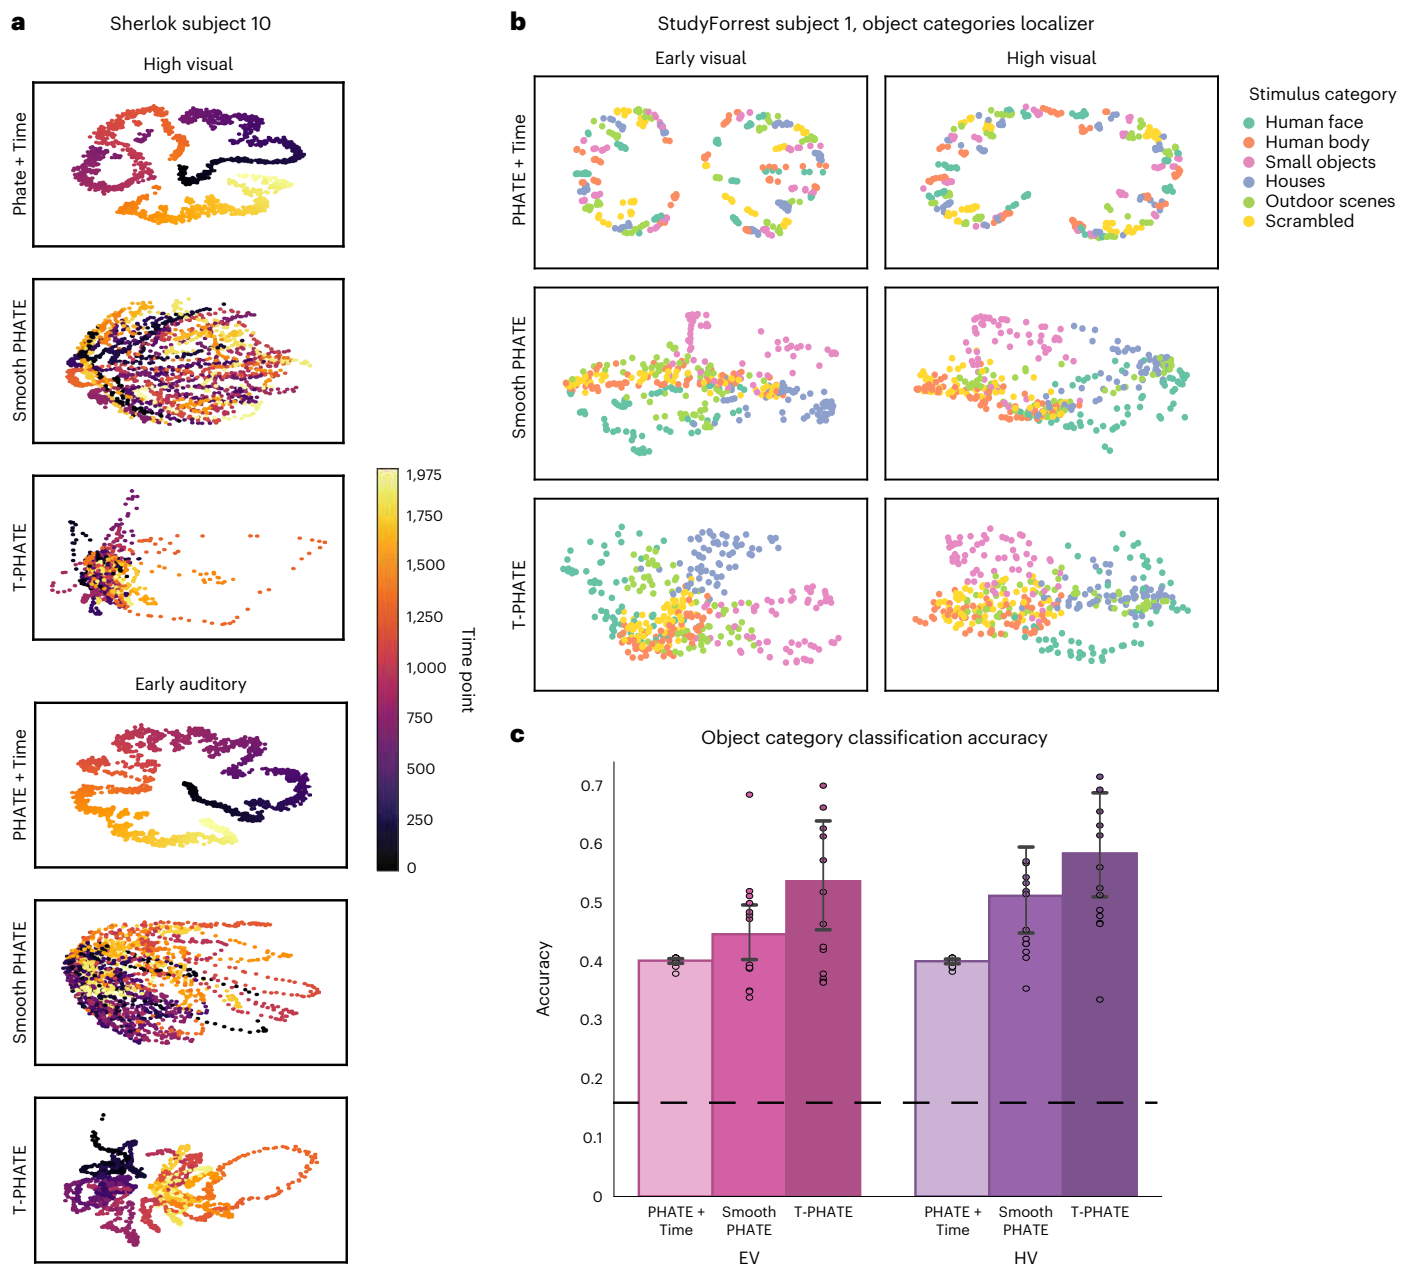 a
Sherlok subject 10
High visual
Phate + Time
Smooth PHATE
T-PHATE
1,975
1,750
1,500
1,250
1,000
750
500
250
0
Time point
Early auditory
PHATE + Time
Smooth PHATE
T-PHATE
b
StudyForrest subject 1, object categories localizer
Early visual
High visual
PHATE + Time
Smooth PHATE
T-PHATE
Stimulus category
Human face
Human body
Small objects
Houses
Outdoor scenes
Scrambled
c
Object category classification accuracy
Accuracy
0.7
0.6
0.5
0.4
0.3
0.2
0.1
0
PHATE +
Time
Smooth
PHATE
T-PHATE
PHATE +
Time
Smooth
PHATE
T-PHATE
EV
HV